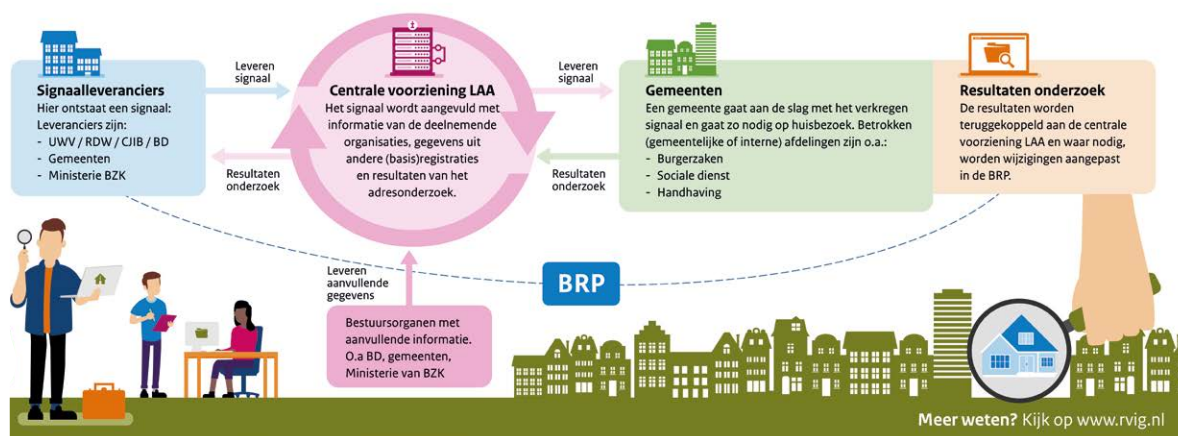 Signaalleveranciers
Hier ontstaat een signaal:
Leveranciers zijn:
- UWV / RDW / CJIB / BD
- Gemeenten
- Ministerie BZK
Leveren
signaal
Resultaten
onderzoek
Centrale voorziening LAA
Het signaal wordt aangevuld met
informatie van de deelnemende
organisaties, gegevens uit
andere (basis)registraties
en resultaten van het
adresonderzoek.
Leveren
signaal
Resultaten
onderzoek
Gemeenten
Een gemeente gaat aan de slag met het verkregen
signaal en gaat zo nodig op huisbezoek. Betrokken
(gemeentelijke of interne) afdelingen zijn o.a.:
- Burgerzaken
- Sociale dienst
- Handhaving
Resultaten onderzoek
De resultaten worden
teruggekoppeld aan de centrale
voorziening LAA en waar nodig,
worden wijzigingen aangepast
in de BRP.
Leveren
aanvullende
gegevens
BRP
Bestuursorganen met
aanvullende informatie.
O.a BD, gemeenten,
Ministerie van BZK
Meer weten? Kijk op www.rvig.nl